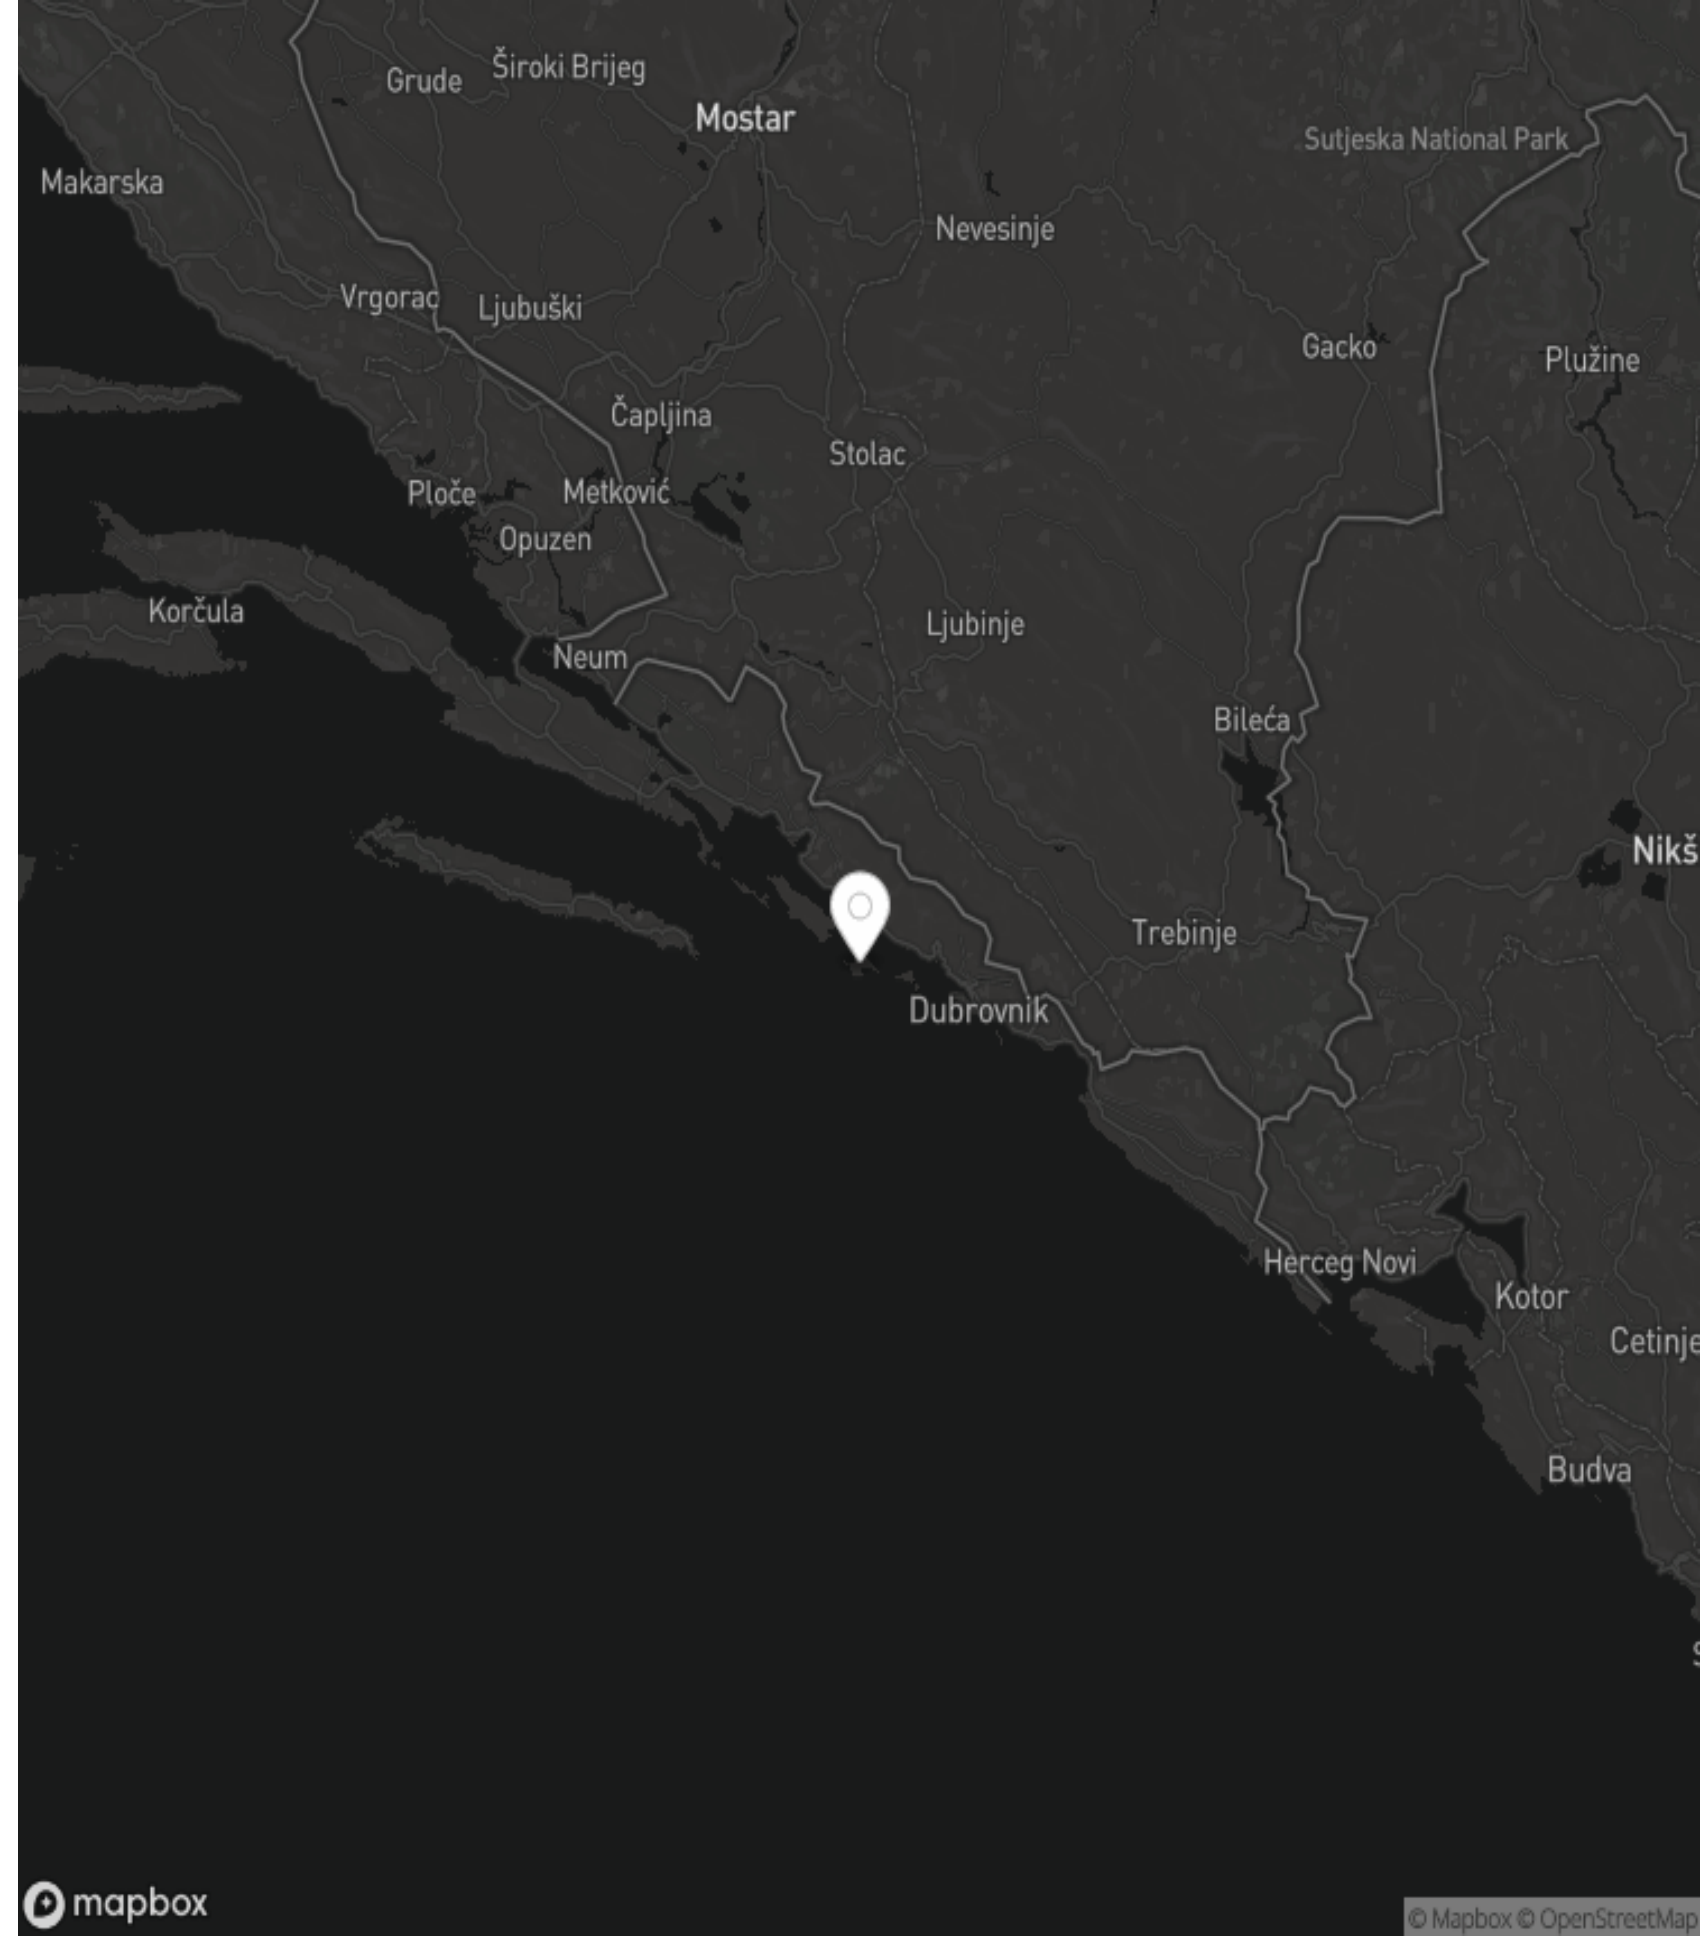 Široki Brijeg
Grude
Mostar
Sutjeska National Park
Makarska
Nevesinje
Vrgorac
Ljubuški
Gacko
Plužine
Čapljina
Stolac
Ploče
Metković
Opuzen
Korčula
Ljubinje
Neum
Bileća
Nikš
Trebinje
Dubrovnik
Herceg Novi
Kotor
Cetinje
Budva
S
mapbox
© Mapbox © OpenStreetMap